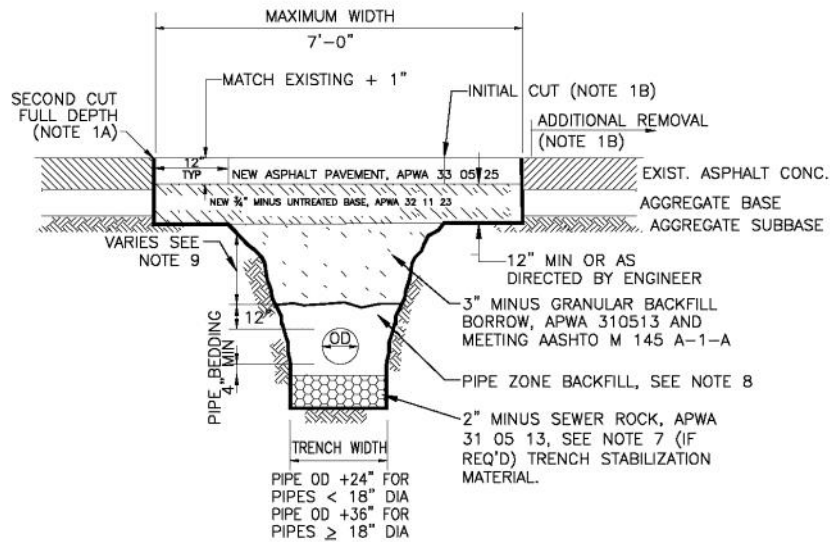 MAXIMUM WIDTH
7'-0"
MATCH EXISTING + 1"
INITIAL CUT (NOTE 1B)
SECOND CUT
FULL DEPTH
(NOTE 1A)
ADDITIONAL REMOVAL
(NOTE 1B)
12"
TYP
NEW ASPHALT PAVEMENT, APWA 33 05 25
EXIST. ASPHALT CONC.
NEW ¾" MINUS UNTREATED BASE, APWA 32 11 23
AGGREGATE BASE
AGGREGATE SUBBASE
VARIES SEE
NOTE 9
12" MIN OR AS
DIRECTED BY ENGINEER
3" MINUS GRANULAR BACKFILL
BORROW, APWA 310513 AND
MEETING AASHTO M 145 A-1-A
12"
OD
PIPE BEDDING
4" MIN
PIPE ZONE BACKFILL, SEE NOTE 8
2" MINUS SEWER ROCK, APWA
31 05 13, SEE NOTE 7 (IF
REQ'D) TRENCH STABILIZATION
MATERIAL.
TRENCH WIDTH
PIPE OD +24" FOR
PIPES < 18" DIA
PIPE OD +36" FOR
PIPES ≥ 18" DIA